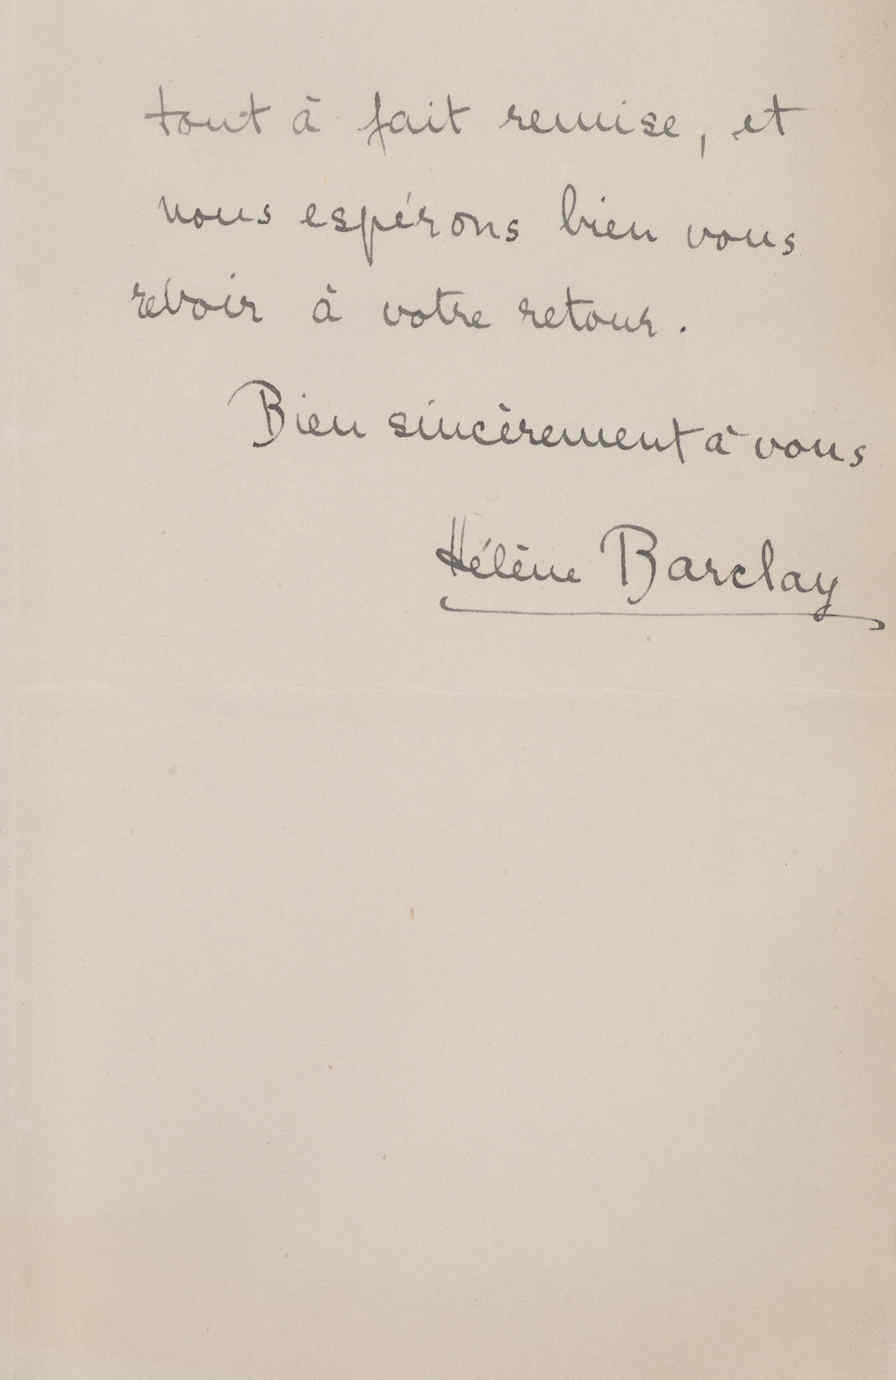 tout à fait remise, et
nous espérons bien vous
revoir à votre retour.
Bien sincèrement à vous
Hélène Barclay